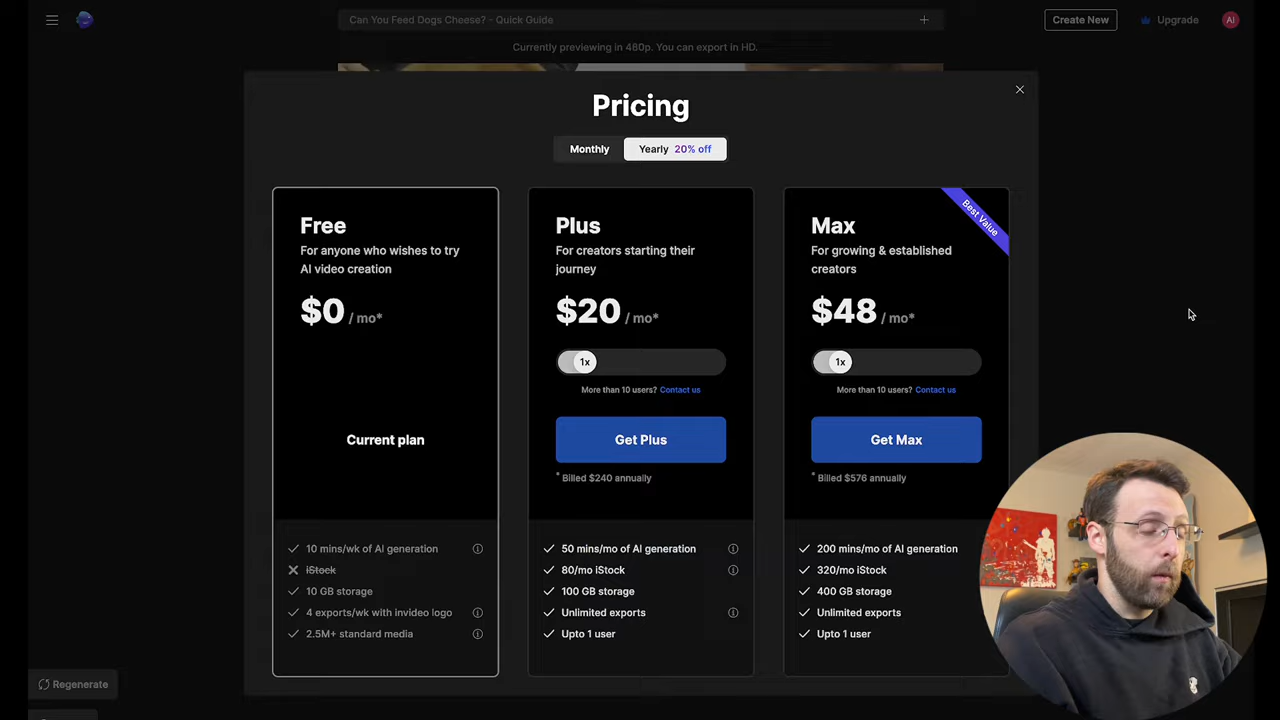 Can You Feed Dogs Cheese? - Quick Guide
Create New
Upgrade
AI
Currently previewing in 480p. You can export in HD.
Pricing
Monthly
Yearly 20% off
Free
For anyone who wishes to try
AI video creation
$0 / mo*
Current plan
10 mins/wk of AI generation
iStock
10 GB storage
4 exports/wk with invideo logo
2.5M+ standard media
Plus
For creators starting their
journey
$20 / mo*
1x
More than 10 users? Contact us
Get Plus
* Billed $240 annually
50 mins/mo of AI generation
80/mo iStock
100 GB storage
Unlimited exports
Upto 1 user
Best Value
Max
For growing & established
creators
$48 / mo*
1x
More than 10 users? Contact us
Get Max
* Billed $576 annually
200 mins/mo of AI generation
320/mo iStock
400 GB storage
Unlimited exports
Upto 1 user
Regenerate